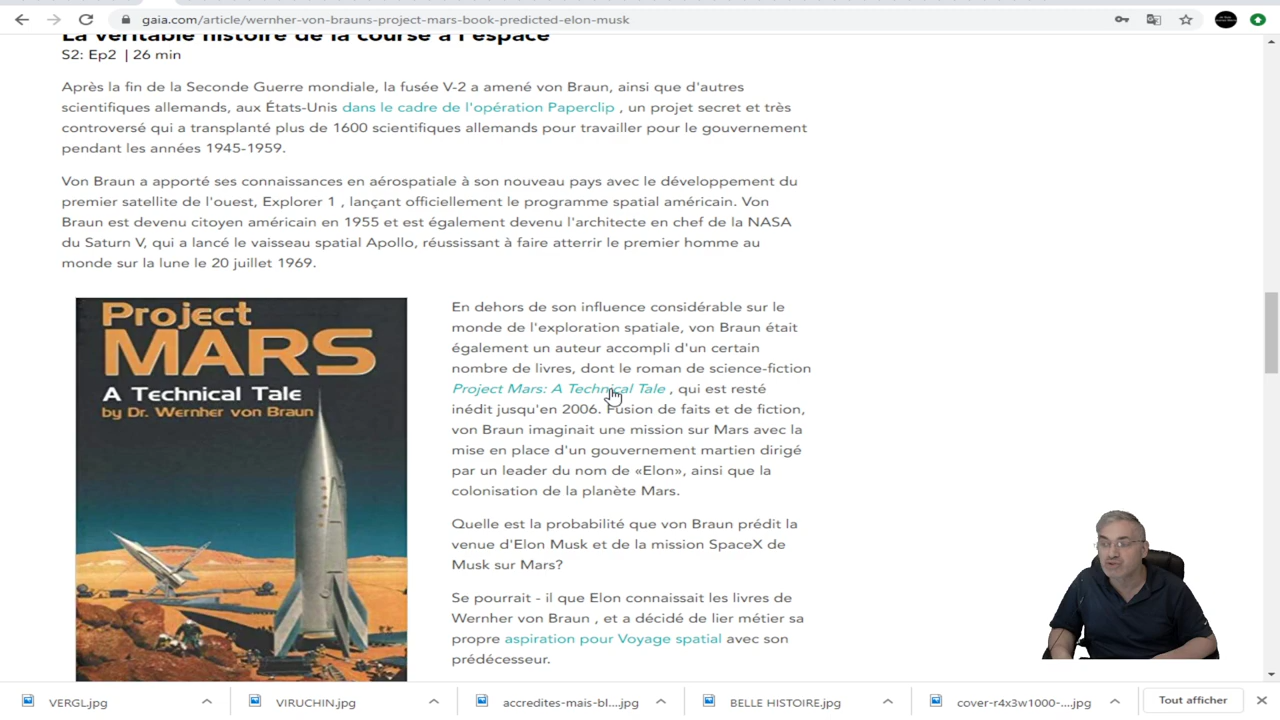 gaia.com/article/wernher-von-brauns-project-mars-book-predicted-elon-musk
La véritable histoire de la course à l'espace
S2: Ep2 | 26 min
Après la fin de la Seconde Guerre mondiale, la fusée V-2 a amené von Braun, ainsi que d'autres
scientifiques allemands, aux États-Unis dans le cadre de l'opération Paperclip , un projet secret et très
controversé qui a transplanté plus de 1600 scientifiques allemands pour travailler pour le gouvernement
pendant les années 1945-1959.
Von Braun a apporté ses connaissances en aérospatiale à son nouveau pays avec le développement du
premier satellite de l'ouest, Explorer 1 , lançant officiellement le programme spatial américain. Von
Braun est devenu citoyen américain en 1955 et est également devenu l'architecte en chef de la NASA
du Saturn V, qui a lancé le vaisseau spatial Apollo, réussissant à faire atterrir le premier homme au
monde sur la lune le 20 juillet 1969.
Project
MARS
A Technical Tale
by Dr. Wernher von Braun
En dehors de son influence considérable sur le
monde de l'exploration spatiale, von Braun était
également un auteur accompli d'un certain
nombre de livres, dont le roman de science-fiction
Project Mars: A Technical Tale , qui est resté
inédit jusqu'en 2006. Fusion de faits et de fiction,
von Braun imaginait une mission sur Mars avec la
mise en place d'un gouvernement martien dirigé
par un leader du nom de «Elon», ainsi que la
colonisation de la planète Mars.
Quelle est la probabilité que von Braun prédit la
venue d'Elon Musk et de la mission SpaceX de
Musk sur Mars?
Se pourrait - il que Elon connaissait les livres de
Wernher von Braun , et a décidé de lier métier sa
propre aspiration pour Voyage spatial avec son
prédécesseur.
VERGL.jpg
VIRUCHIN.jpg
accredites-mais-bl....jpg
BELLE HISTOIRE.jpg
cover-r4x3w1000-....jpg
Tout afficher